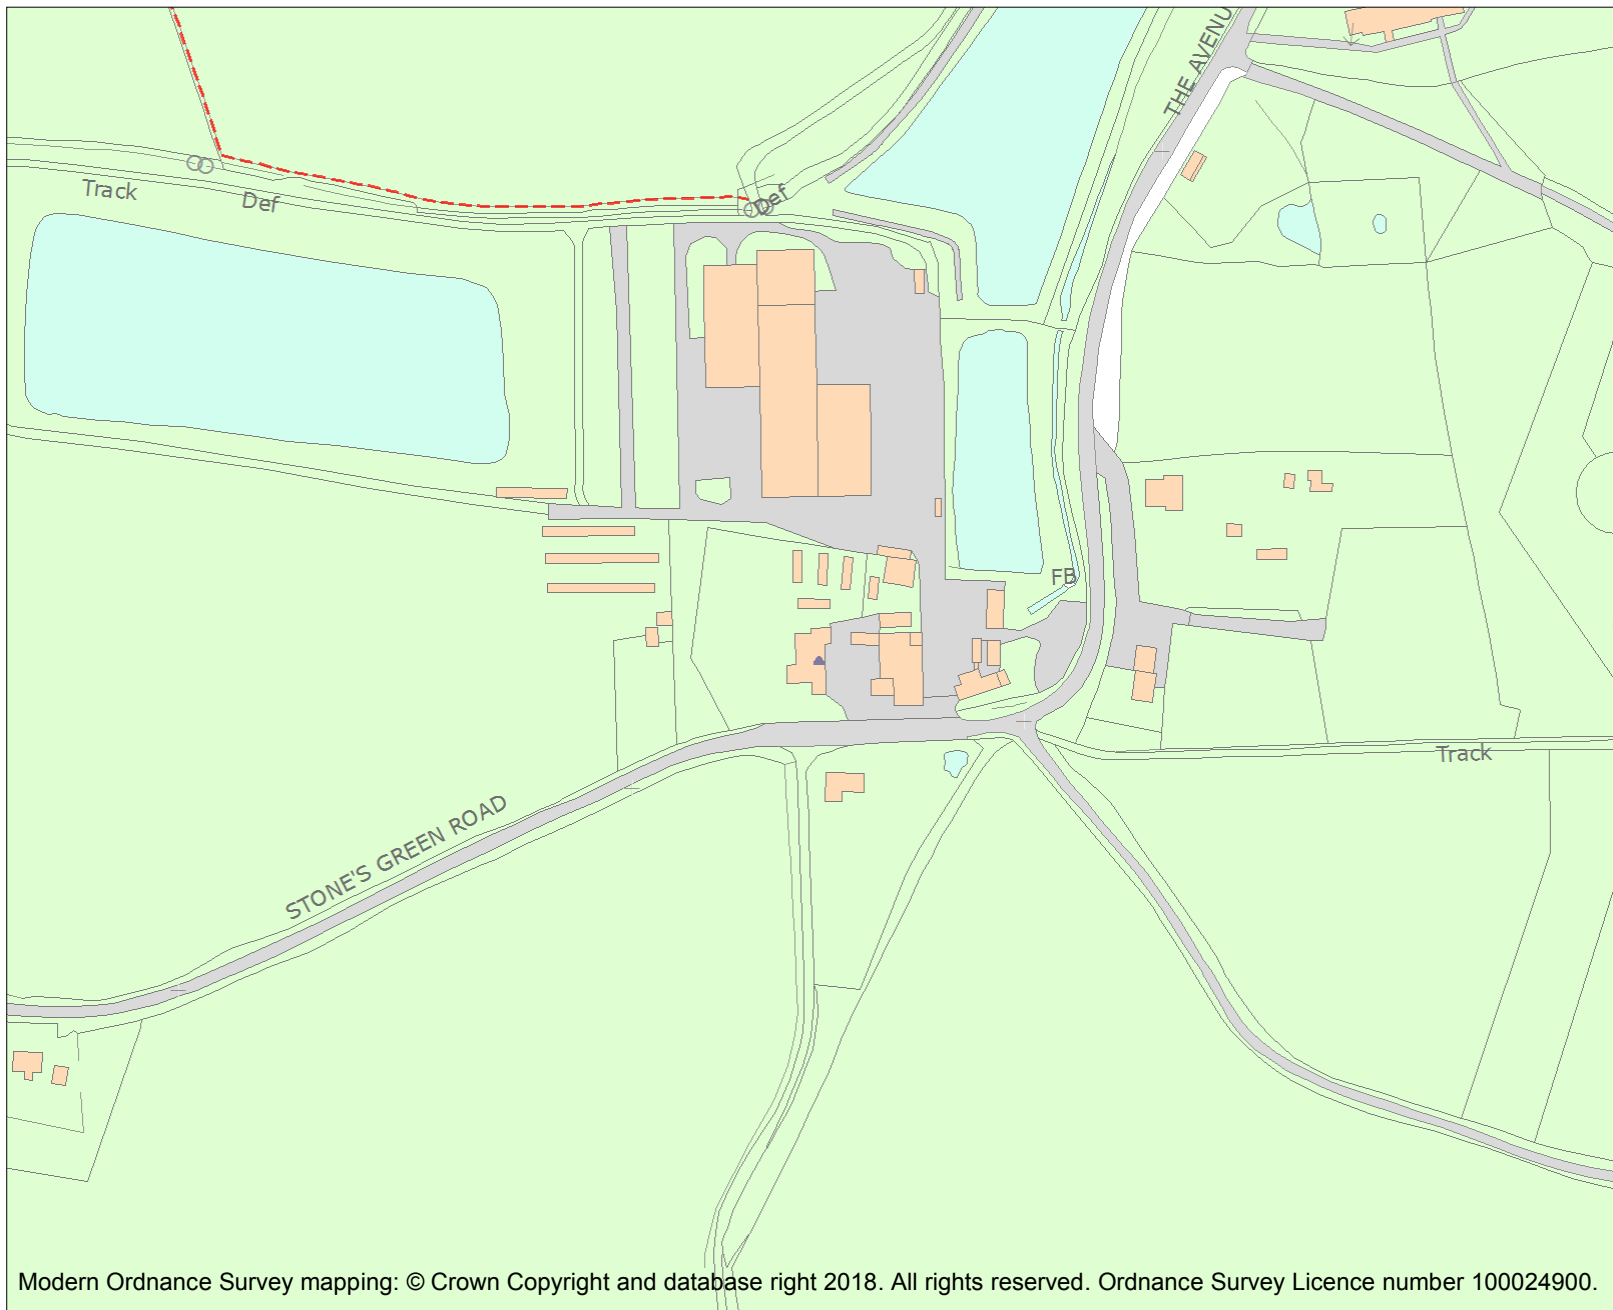 THE AVENU
Track
Def
Def
FB
Track
STONE'S GREEN ROAD
Modern Ordnance Survey mapping: © Crown Copyright and database right 2018. All rights reserved. Ordnance Survey Licence number 100024900.